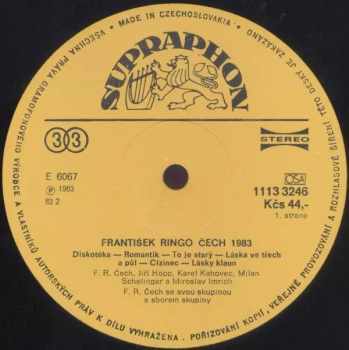 VŠECHNA PRÁVA GRAMOFONOVÉHO VÝROBCE A VLASTNÍKŮ AUTORSKÝCH PRÁV K DÍLU VYHRAZENA. POŘIZOVÁNÍ KOPIÍ, VEŘEJNÉ PROVOZOVÁNÍ A ROZHLASOVÉ ŠÍŘENÍ TÉTO DESKY JE ZAKÁZÁNO
• MADE IN CZECHOSLOVAKIA •
SUPRAPHON
33
STEREO
E 6067
Ⓟ 1983
83 2
OSA
1113 3246
Kčs 44,-
1. strana
FRANTIŠEK RINGO ČECH 1983
Diskotéka — Romantik — To je starý — Láska ve třech
a půl — Cizinec — Lásky klaun
F. R. Čech, Jiří Hopp, Karel Kahovec, Milan
Schelinger a Miroslav Imrich
F. R. Čech se svou skupinou
a sborem skupiny